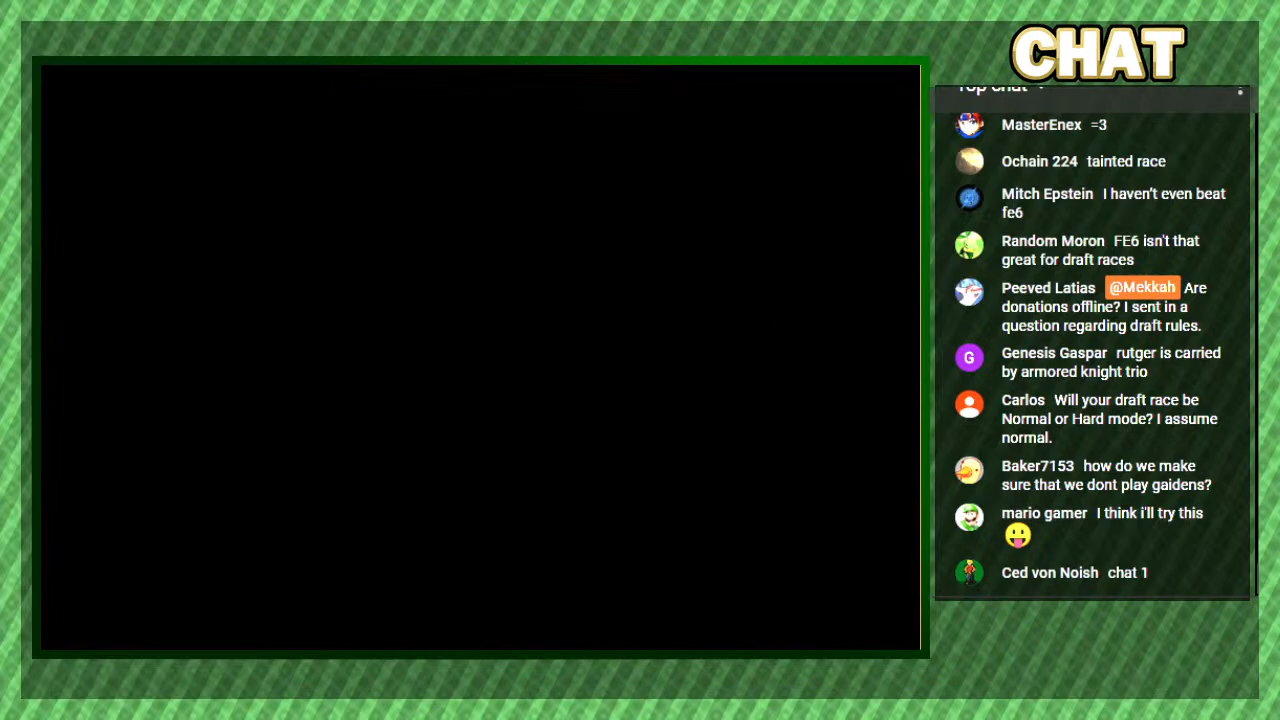 CHAT
Top chat
MasterEnex =3
Ochain 224 tainted race
Mitch Epstein I haven't even beat
fe6
Random Moron FE6 isn't that
great for draft races
Peeved Latias @Mekkah Are
donations offline? I sent in a
question regarding draft rules.
G
Genesis Gaspar rutger is carried
by armored knight trio
Carlos Will your draft race be
Normal or Hard mode? I assume
normal.
Baker7153 how do we make
sure that we dont play gaidens?
mario gamer I think i'll try this
Ced von Noish chat 1